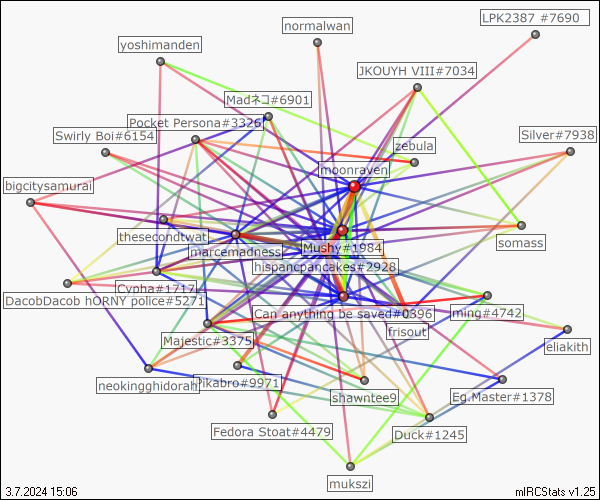 LPK2387 #7690
normalwan
yoshimanden
JKOUYH VIII#7034
Madネコ#6901
Pocket Persona#3326
Swirly Boi#6154
Silver#7938
zebula
moonraven
bigcitysamurai
thesecondtwat
somass
Mushy#1984
marcemadness
hispancpancakes#2928
Cypha#1717
DacobDacob hORNY police#5271
Can anything be saved#0396
ming#4742
frisout
Majestic#3375
eliakith
neokingghidorah
Pikabro#9971
shawntee9
Eg.Master#1378
Fedora Stoat#4479
Duck#1245
mukszi
3.7.2024 15:06
mIRCStats v1.25